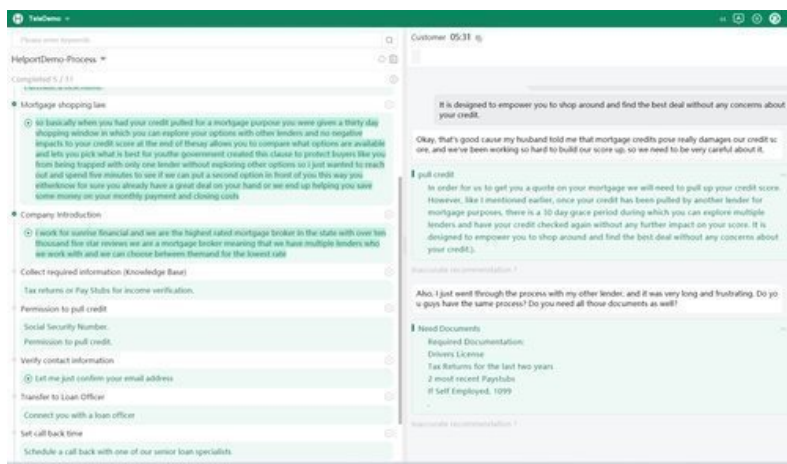 TeleDemo
Please enter keywords
HelportDemo-Process
Completed 5 / 11
Mortgage shopping law
so basically when you had your credit pulled for a mortgage purpose you were given a thirty day
shopping window in which you can explore your options with other lenders and no negative
impacts to your credit score at the end of thesay allows you to compare what options are available
and lets you pick what is best for youthe government created this clause to protect buyers like you
from being trapped with only one lender without exploring other options so i just wanted to reach
out and spend five minutes to see if we can put a second option in front of you this way you
eitherknow for sure you already have a great deal on your hand or we end up helping you save
some money on your monthly payment and closing costs
Company Introduction
i work for sunrise financial and we are the highest rated mortgage broker in the state with over ten
thousand five star reviews we are a mortgage broker meaning that we have multiple lenders who
we work with and we can choose between themand for the lowest rate
Collect required information (Knowledge Base)
Tax returns or Pay Stubs for income verification.
Permission to pull credit
Social Security Number.
Permission to pull credit.
Verify contact information
Let me just confirm your email address
Transfer to Loan Officer
Connect you with a loan officer
Set call back time
Schedule a call back with one of our senior loan specialists
Customer 05:31
It is designed to empower you to shop around and find the best deal without any concerns about
your credit.
Okay, that's good cause my husband told me that mortgage credits pose really damages our credit sc
ore, and we've been working so hard to build our score up, so we need to be very careful about it.
pull credit
In order for us to get you a quote on your mortgage we will need to pull up your credit score.
However, like I mentioned earlier, once your credit has been pulled by another lender for
mortgage purposes, there is a 30 day grace period during which you can explore multiple
lenders and have your credit checked again without any further impact on your score. It is
designed to empower you to shop around and find the best deal without any concerns about
your credit.).
Inaccurate recommendation ?
Also, I just went through the process with my other lender, and it was very long and frustrating. Do yo
u guys have the same process? Do you need all those documents as well?
Need Documents
Required Documentation:
Drivers License
Tax Returns for the last two years
2 most recent Paystubs
If Self Employed, 1099
.
Inaccurate recommendation ?